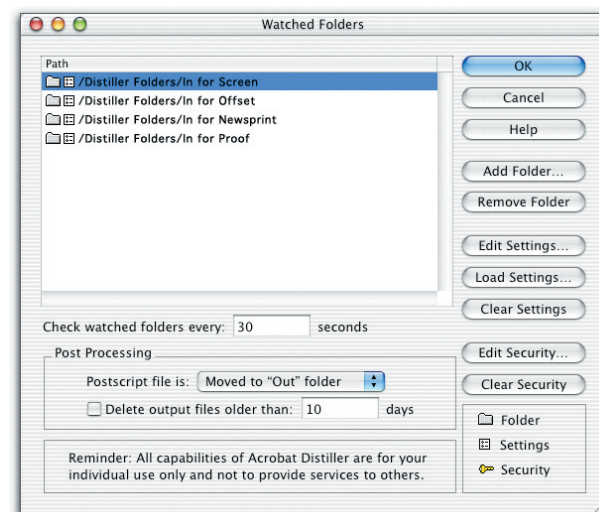 Watched Folders
Path
/Distiller Folders/In for Screen
/Distiller Folders/In for Offset
/Distiller Folders/In for Newsprint
/Distiller Folders/In for Proof
OK
Cancel
Help
Add Folder...
Remove Folder
Edit Settings...
Load Settings...
Clear Settings
Edit Security...
Clear Security
Check watched folders every: 30 seconds
Post Processing
Postscript file is: Moved to “Out” folder
Delete output files older than: 10 days
Reminder: All capabilities of Acrobat Distiller are for your
individual use only and not to provide services to others.
Folder
Settings
Security